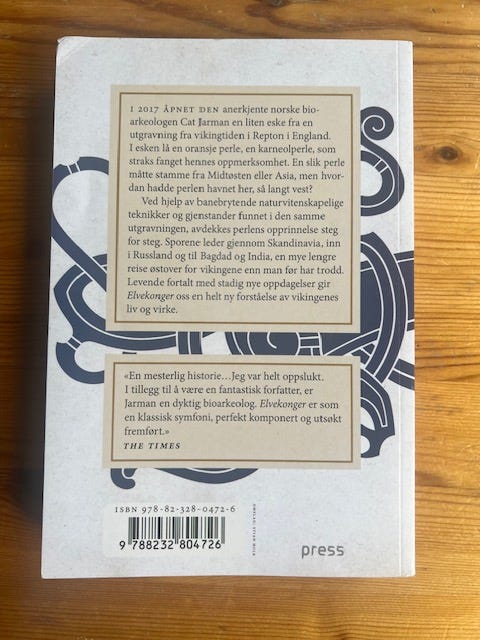 I 2017 ÅPNET DEN anerkjente norske bio-
arkeologen Cat Jarman en liten eske fra en
utgravning fra vikingtiden i Repton i England.
I esken lå en oransje perle, en karneolperle, som
straks fanget hennes oppmerksomhet. En slik perle
måtte stamme fra Midtøsten eller Asia, men hvor-
dan hadde perlen havnet her, så langt vest?
Ved hjelp av banebrytende naturvitenskapelige
teknikker og gjenstander funnet i den samme
utgravningen, avdekkes perlens opprinnelse steg
for steg. Sporene leder gjennom Skandinavia, inn
i Russland og til Bagdad og India, en mye lengre
reise østover for vikingene enn man før har trodd.
Levende fortalt med stadig nye oppdagelser gir
Elvekonger oss en helt ny forståelse av vikingenes
liv og virke.
«En mesterlig historie...Jeg var helt oppslukt.
I tillegg til å være en fantastisk forfatter, er
Jarman en dyktig bioarkeolog. Elvekonger er som
en klassisk symfoni, perfekt komponert og utsøkt
fremført.»
THE TIMES
ISBN 978-82-328-0472-6
9 788232 804726
press